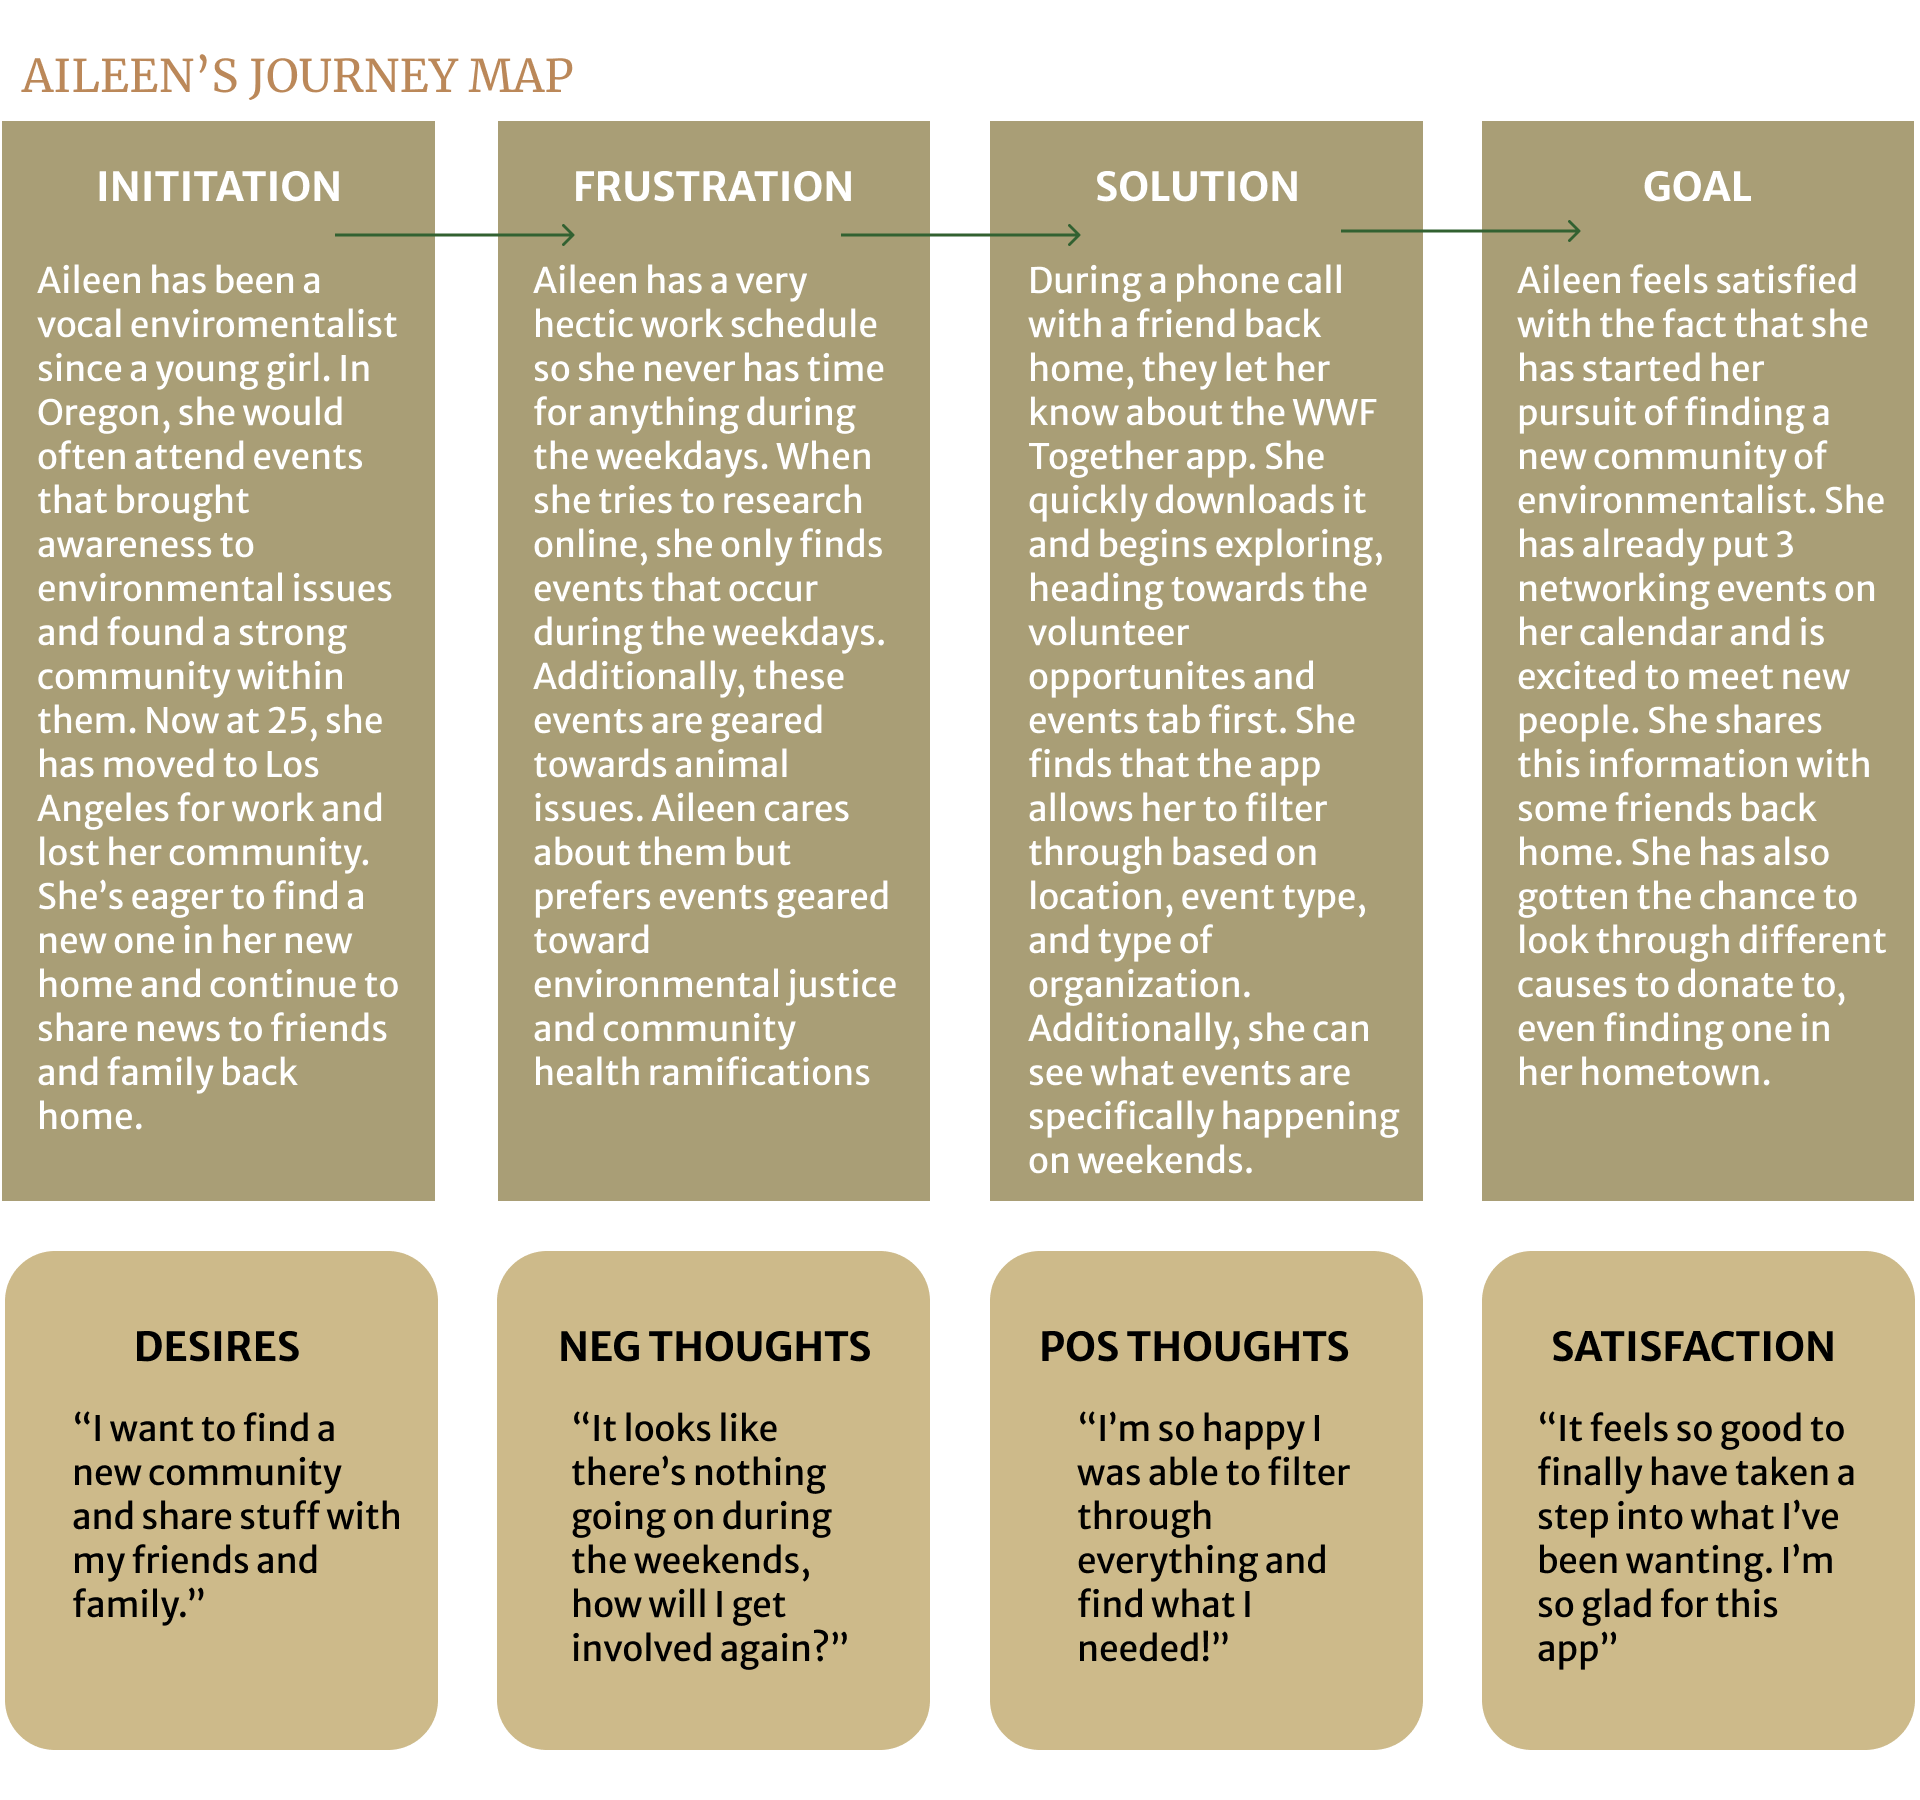 AILEEN’S JOURNEY MAP
INITITATION
Aileen has been a
vocal enviromentalist
since a young girl. In
Oregon, she would
often attend events
that brought
awareness to
environmental issues
and found a strong
community within
them. Now at 25, she
has moved to Los
Angeles for work and
lost her community.
She’s eager to find a
new one in her new
home and continue to
share news to friends
and family back
home.
FRUSTRATION
Aileen has a very
hectic work schedule
so she never has time
for anything during
the weekdays. When
she tries to research
online, she only finds
events that occur
during the weekdays.
Additionally, these
events are geared
towards animal
issues. Aileen cares
about them but
prefers events geared
toward
environmental justice
and community
health ramifications
SOLUTION
During a phone call
with a friend back
home, they let her
know about the WWF
Together app. She
quickly downloads it
and begins exploring,
heading towards the
volunteer
opportunites and
events tab first. She
finds that the app
allows her to filter
through based on
location, event type,
and type of
organization.
Additionally, she can
see what events are
specifically happening
on weekends.
GOAL
Aileen feels satisfied
with the fact that she
has started her
pursuit of finding a
new community of
environmentalist. She
has already put 3
networking events on
her calendar and is
excited to meet new
people. She shares
this information with
some friends back
home. She has also
gotten the chance to
look through different
causes to donate to,
even finding one in
her hometown.
DESIRES
“I want to find a
new community
and share stuff with
my friends and
family.”
NEG THOUGHTS
“It looks like
there’s nothing
going on during
the weekends,
how will I get
involved again?”
POS THOUGHTS
“I’m so happy I
was able to filter
through
everything and
find what I
needed!”
SATISFACTION
“It feels so good to
finally have taken a
step into what I’ve
been wanting. I’m
so glad for this
app”